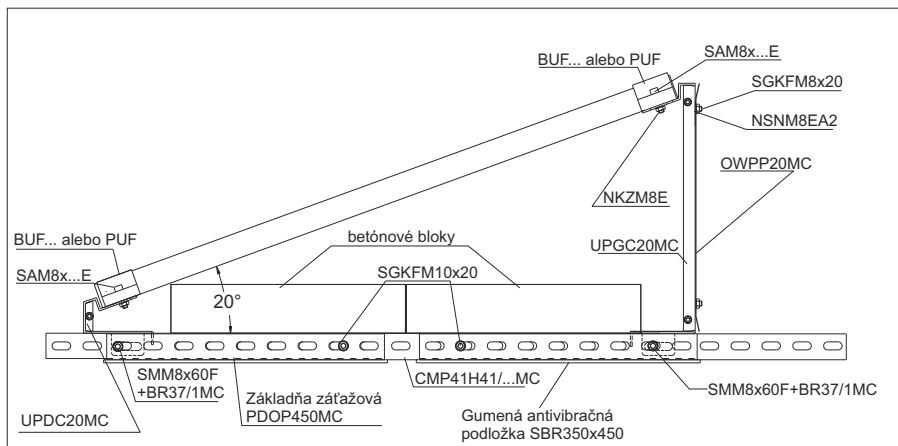 SAM8x...E
BUF... alebo PUF
SGKFM8x20
NSNM8EA2
OWPP20MC
NKZM8E
BUF... alebo PUF
betónové bloky
UPGC20MC
SAM8x...E
SGKFM10x20
20°
SMM8x60F
+BR37/1MC
Základňa záťažová
PDOP450MC
CMP41H41/...MC
SMM8x60F+BR37/1MC
UPDC20MC
Gumená antivibračná
podložka SBR350x450